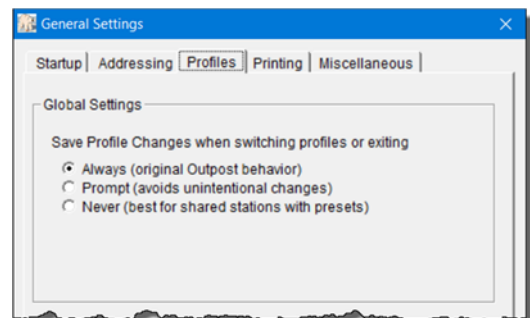 General Settings
Startup Addressing Profiles Printing Miscellaneous
Global Settings
Save Profile Changes when switching profiles or exiting
Always (original Outpost behavior)
Prompt (avoids unintentional changes)
Never (best for shared stations with presets)